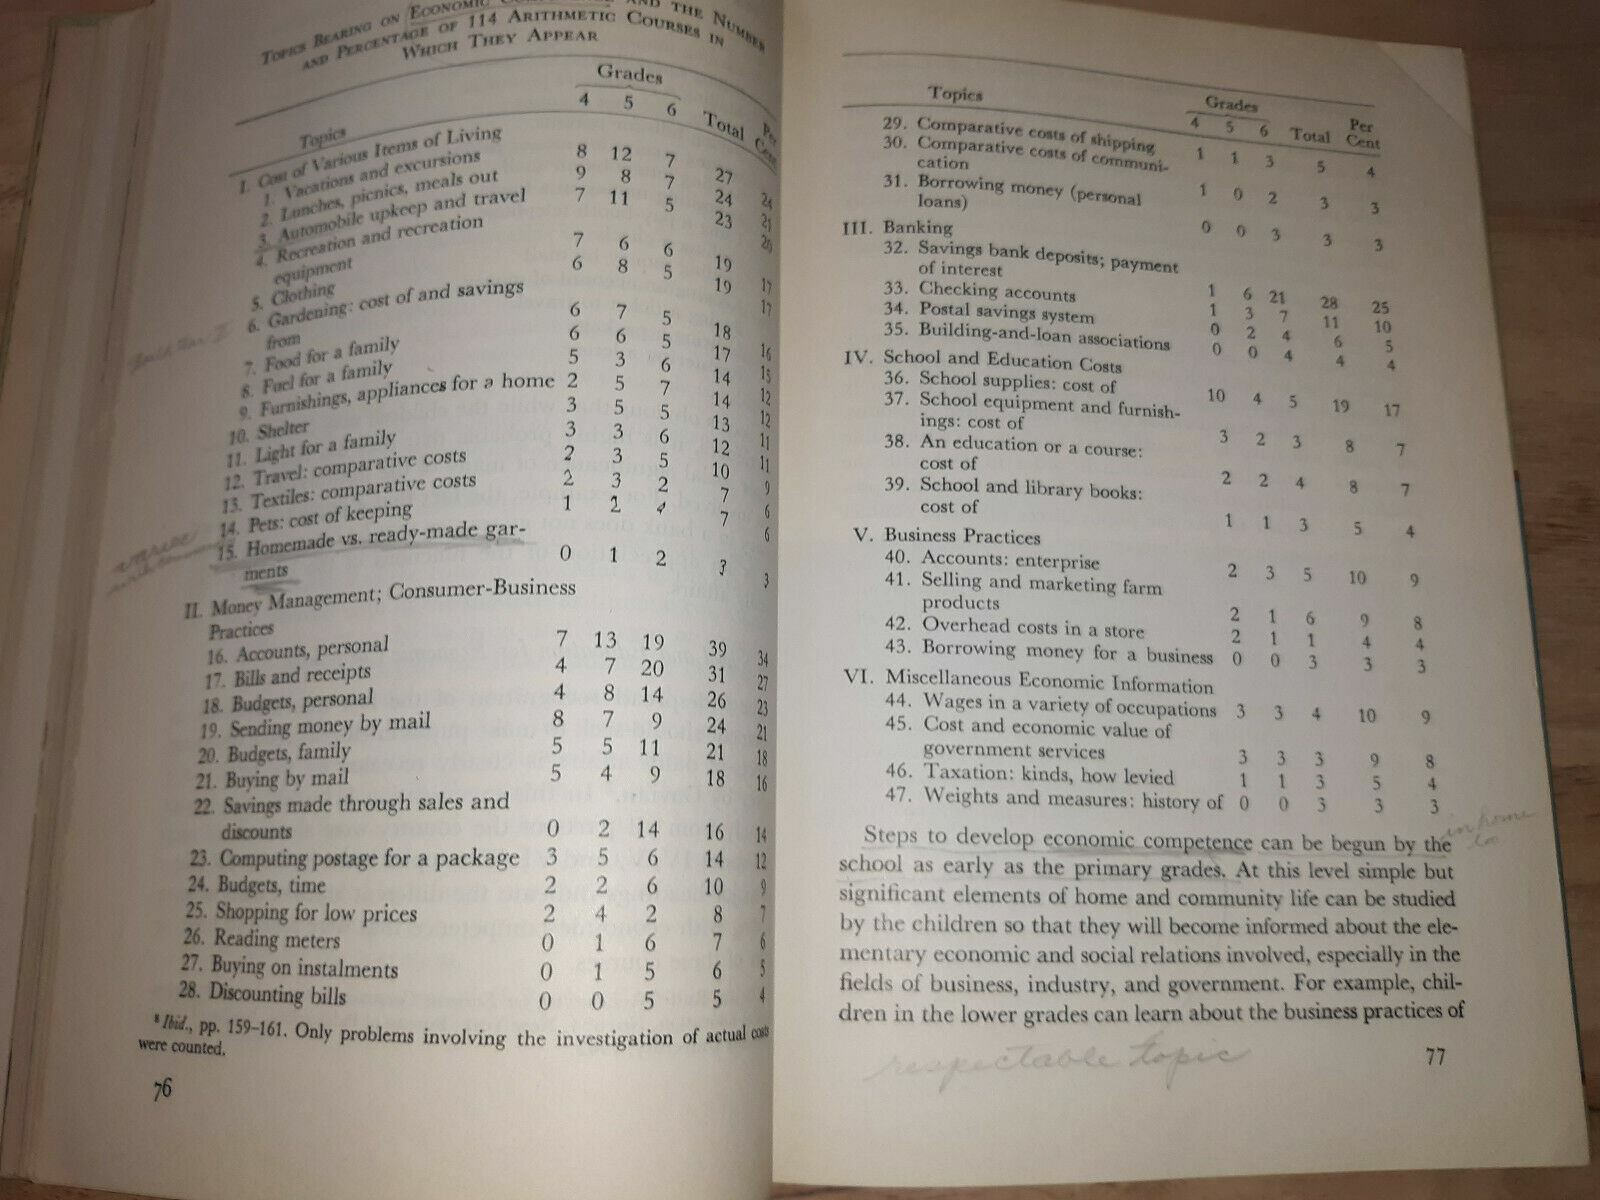 TOPICS BEARING ON ECONOMIC AND THE NUMBER
AND PERCENTAGE OF 114 ARITHMETIC COURSES IN
WHICH THEY APPEAR
Grades
Topics 4 5 6 Total Per Cent
I. Cost of Various Items of Living
1. Vacations and excursions 8 12 7 27 24
2. Lunches, picnics, meals out 9 8 7 24 21
3. Automobile upkeep and travel 7 11 5 23 20
4. Recreation and recreation
equipment 7 6 6 19 17
5. Clothing 6 8 5 19 17
6. Gardening: cost of and savings
from 6 7 5 18 16
7. Food for a family 6 6 5 17 15
8. Fuel for a family 5 3 6 14 12
9. Furnishings, appliances for a home 2 5 7 14 12
10. Shelter 3 5 5 13 11
11. Light for a family 3 3 6 12 11
12. Travel: comparative costs 2 3 5 10 9
13. Textiles: comparative costs 2 3 2 7 6
14. Pets: cost of keeping 1 2 4 7 6
15. Homemade vs. ready-made gar-
ments 0 1 2 3 3
II. Money Management; Consumer-Business
Practices
16. Accounts, personal 7 13 19 39 34
17. Bills and receipts 4 7 20 31 27
18. Budgets, personal 4 8 14 26 23
19. Sending money by mail 8 7 9 24 21
20. Budgets, family 5 5 11 21 18
21. Buying by mail 5 4 9 18 16
22. Savings made through sales and
discounts 0 2 14 16 14
23. Computing postage for a package 3 5 6 14 12
24. Budgets, time 2 2 6 10 9
25. Shopping for low prices 2 4 2 8 7
26. Reading meters 0 1 6 7 6
27. Buying on instalments 0 1 5 6 5
28. Discounting bills 0 0 5 5 4
8 Ibid., pp. 159-161. Only problems involving the investigation of actual costs
were counted.
76
Topics Grades
4 5 6 Total Per Cent
29. Comparative costs of shipping 1 1 3 5 4
30. Comparative costs of communi-
cation 1 0 2 3 3
31. Borrowing money (personal
loans) 0 0 3 3 3
III. Banking
32. Savings bank deposits; payment
of interest 1 6 21 28 25
33. Checking accounts 1 3 7 11 10
34. Postal savings system 0 2 4 6 5
35. Building-and-loan associations 0 0 4 4 4
IV. School and Education Costs
36. School supplies: cost of 10 4 5 19 17
37. School equipment and furnish-
ings: cost of 3 2 3 8 7
38. An education or a course:
cost of 2 2 4 8 7
39. School and library books:
cost of 1 1 3 5 4
V. Business Practices
40. Accounts: enterprise 2 3 5 10 9
41. Selling and marketing farm
products 2 1 6 9 8
42. Overhead costs in a store 2 1 1 4 4
43. Borrowing money for a business 0 0 3 3 3
VI. Miscellaneous Economic Information
44. Wages in a variety of occupations 3 3 4 10 9
45. Cost and economic value of
government services 3 3 3 9 8
46. Taxation: kinds, how levied 1 1 3 5 4
47. Weights and measures: history of 0 0 3 3 3
in home
too
Steps to develop economic competence can be begun by the
school as early as the primary grades. At this level simple but
significant elements of home and community life can be studied
by the children so that they will become informed about the ele-
mentary economic and social relations involved, especially in the
fields of business, industry, and government. For example, chil-
dren in the lower grades can learn about the business practices of
respectable topic
77